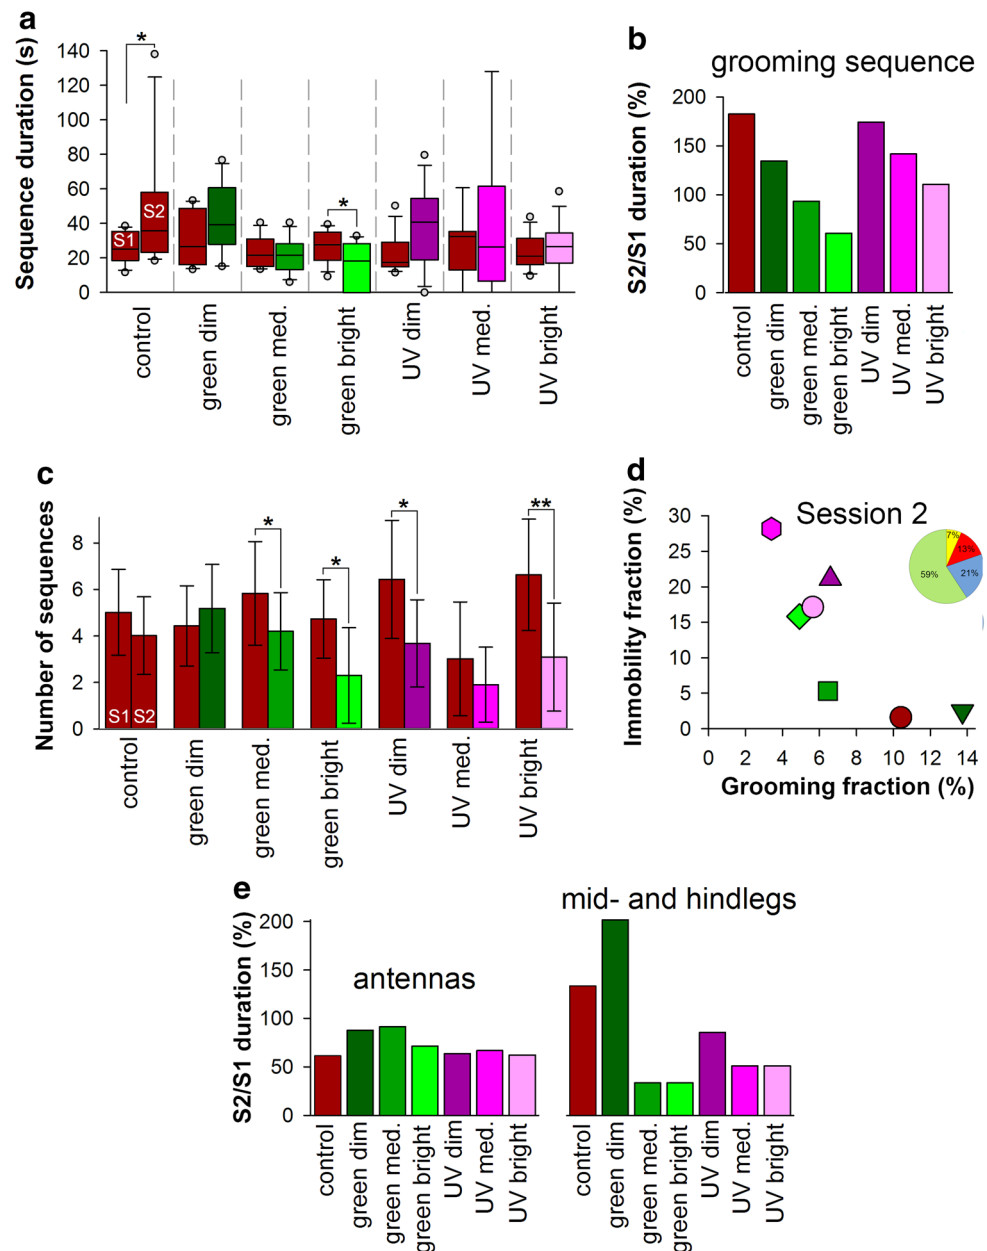 a
Sequence duration (s)
140
120
100
80
60
40
20
0
*
S1
S2
*
control
green dim
green med.
green bright
UV dim
UV med.
UV bright
b
grooming sequence
S2/S1 duration (%)
200
150
100
50
0
control
green dim
green med.
green bright
UV dim
UV med.
UV bright
c
Number of sequences
8
6
4
2
0
*
*
*
**
S1 S2
control
green dim
green med.
green bright
UV dim
UV med.
UV bright
d
Session 2
Immobility fraction (%)
30
25
20
15
10
5
0
7%
13%
21%
59%
0 2 4 6 8 10 12 14
Grooming fraction (%)
e
mid- and hindlegs
antennas
S2/S1 duration (%)
200
150
100
50
0
control
green dim
green med.
green bright
UV dim
UV med.
UV bright
control
green dim
green med.
green bright
UV dim
UV med.
UV bright